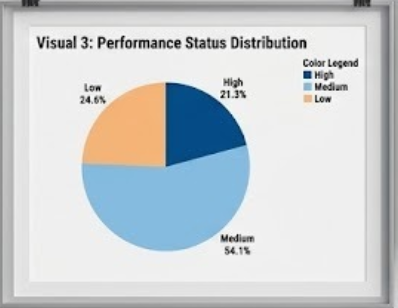 Visual 3: Performance Status Distribution
Color Legend
High
Medium
Low
Low
24.6%
High
21.3%
Medium
54.1%